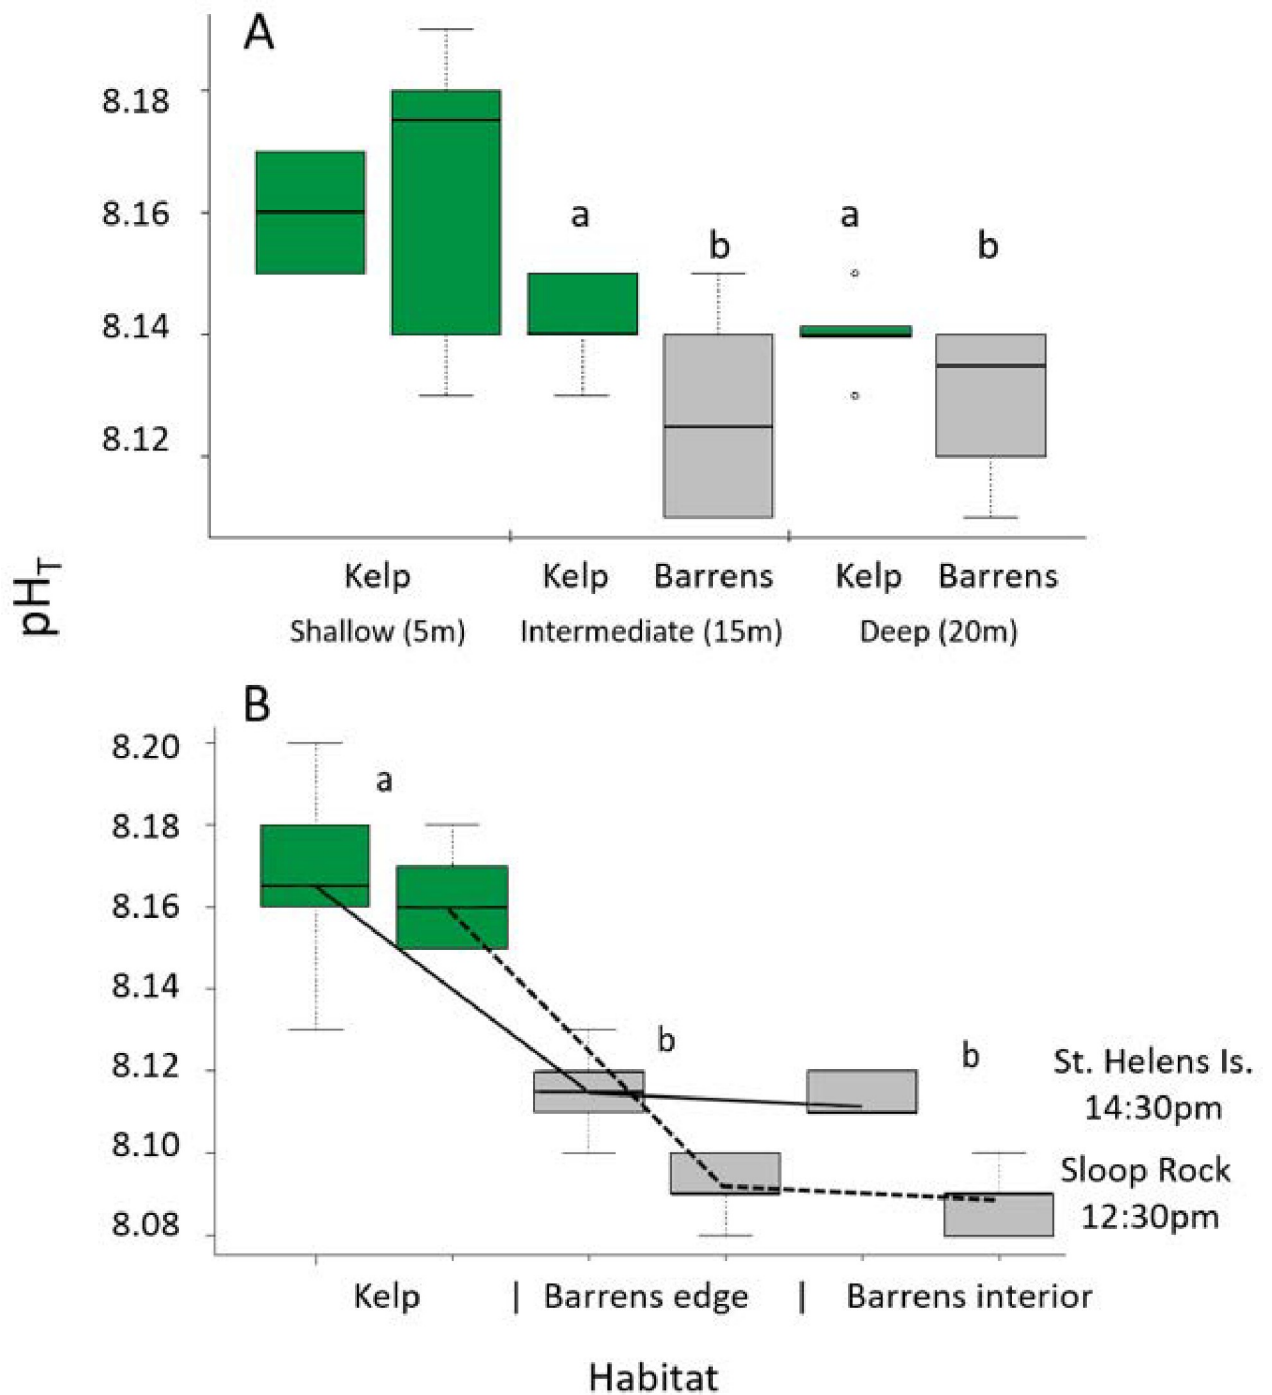 A
8.18
8.16
8.14
8.12
a
b
a
b
Kelp Kelp Barrens Kelp Barrens
Shallow (5m) Intermediate (15m) Deep (20m)
pHT
B
8.20
8.18
8.16
8.14
8.12
8.10
8.08
a
b
b
St. Helens Is.
14:30pm
Sloop Rock
12:30pm
Kelp | Barrens edge | Barrens interior
Habitat